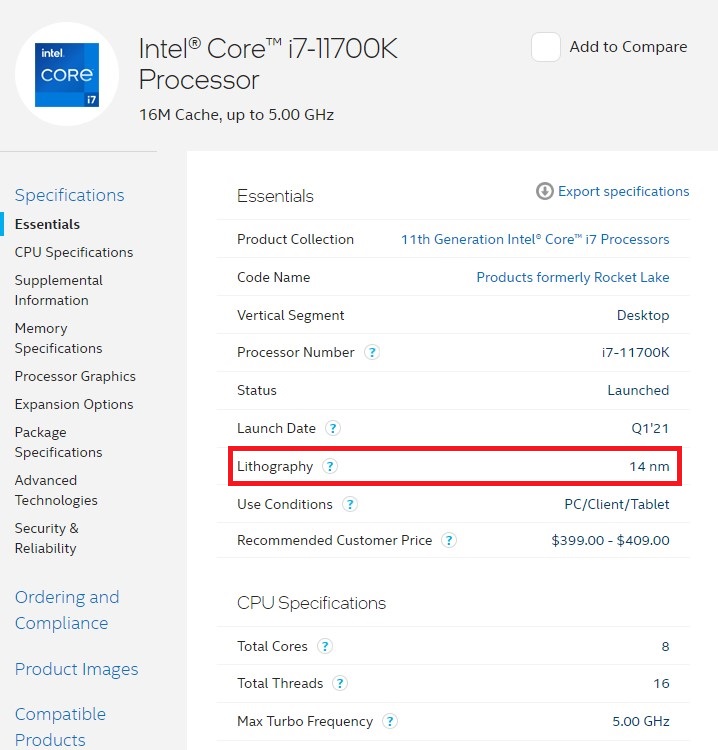 intel.
CORE
i7
Intel® Core™ i7-11700K
Processor
16M Cache, up to 5.00 GHz
Add to Compare
Specifications
Essentials
CPU Specifications
Supplemental
Information
Memory
Specifications
Processor Graphics
Expansion Options
Package
Specifications
Advanced
Technologies
Security &
Reliability
Ordering and
Compliance
Product Images
Compatible
Products
Essentials
Export specifications
Product Collection 11th Generation Intel® Core™ i7 Processors
Code Name Products formerly Rocket Lake
Vertical Segment Desktop
Processor Number ? i7-11700K
Status Launched
Launch Date ? Q1'21
Lithography ? 14 nm
Use Conditions ? PC/Client/Tablet
Recommended Customer Price ? $399.00 - $409.00
CPU Specifications
Total Cores ? 8
Total Threads ? 16
Max Turbo Frequency ? 5.00 GHz